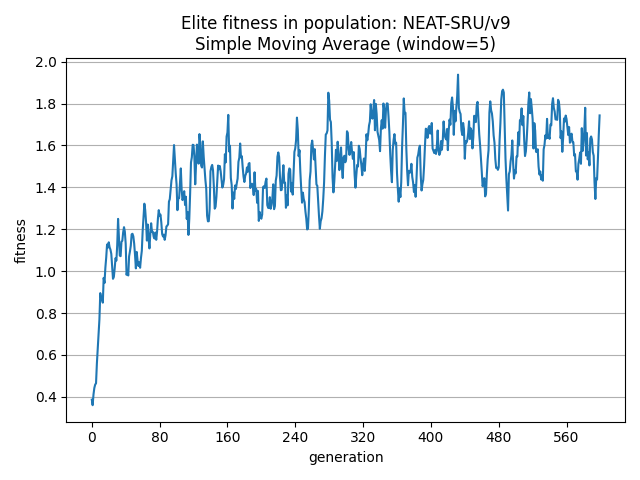 Elite fitness in population: NEAT-SRU/v9
Simple Moving Average (window=5)
2.0
1.8
1.6
1.4
1.2
1.0
0.8
0.6
0.4
fitness
0 80 160 240 320 400 480 560
generation